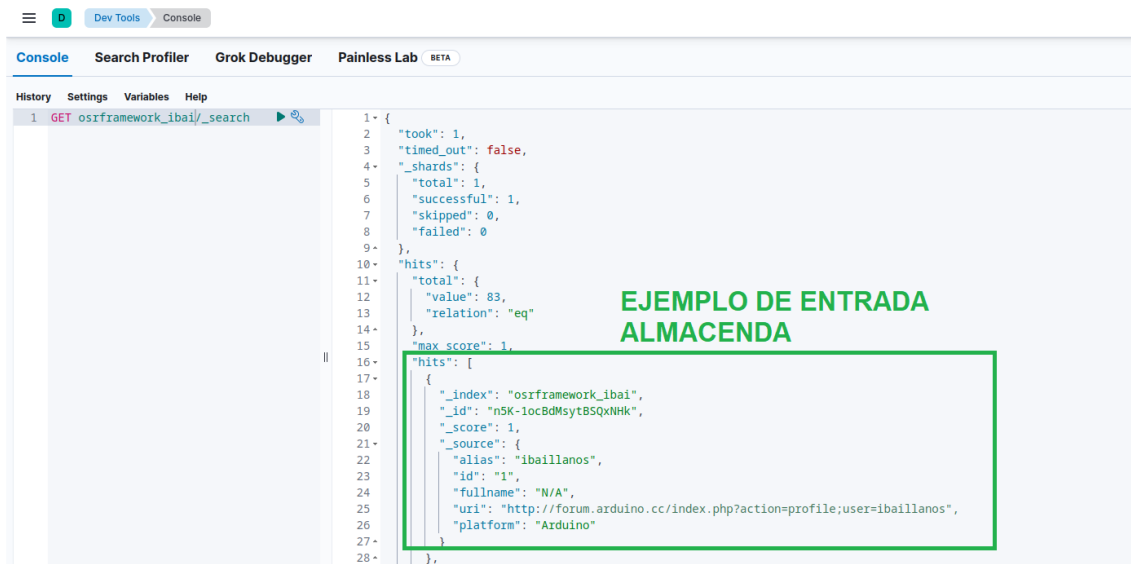 D Dev Tools Console
Console Search Profiler Grok Debugger Painless Lab BETA
History Settings Variables Help
1 GET osrframework_ibai/_search
1 {
2 "took": 1,
3 "timed_out": false,
4 "_shards": {
5 "total": 1,
6 "successful": 1,
7 "skipped": 0,
8 "failed": 0
9 },
10 "hits": {
11 "total": {
12 "value": 83,
13 "relation": "eq"
14 },
15 "max_score": 1,
16 "hits": [
17 {
18 "_index": "osrframework_ibai",
19 "_id": "n5K-1ocBdMsytBSQxNHk",
20 "_score": 1,
21 "_source": {
22 "alias": "ibaillanos",
23 "id": "1",
24 "fullname": "N/A",
25 "uri": "http://forum.arduino.cc/index.php?action=profile;user=ibaillanos",
26 "platform": "Arduino"
27 }
28 },
EJEMPLO DE ENTRADA
ALMACENDA